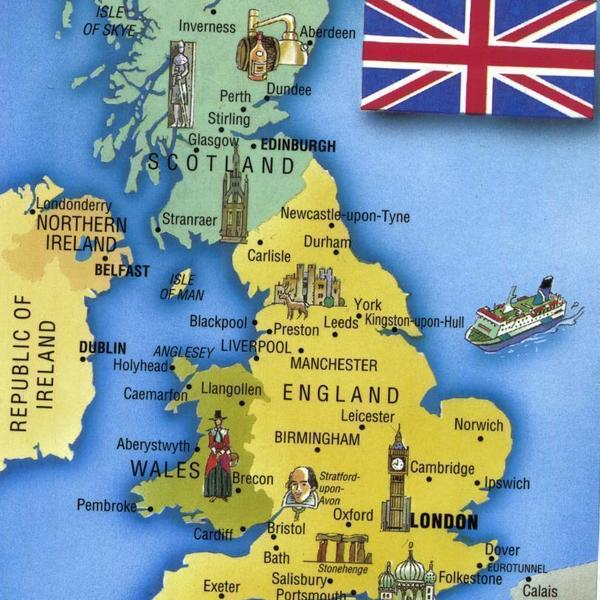 ISLE
OF SKYE
Inverness
Aberdeen
Perth
Dundee
Stirling
Glasgow
EDINBURGH
SCOTLAND
Londonderry
NORTHERN
IRELAND
BELFAST
Stranraer
Newcastle-upon-Tyne
Durham
Carlisle
ISLE
OF MAN
York
Blackpool
Preston
Leeds
Kingston-upon-Hull
REPUBLIC OF
IRELAND
DUBLIN
ANGLESEY
LIVERPOOL
Holyhead
MANCHESTER
Caernarfon
Llangollen
ENGLAND
Leicester
Norwich
BIRMINGHAM
Aberystwyth
WALES
Brecon
Stratford-
upon-
Avon
Cambridge
Ipswich
Pembroke
Oxford
LONDON
Cardiff
Bristol
Bath
Stonehenge
Dover
EUROTUNNEL
Folkestone
Salisbury
Exeter
Portsmouth
Calais